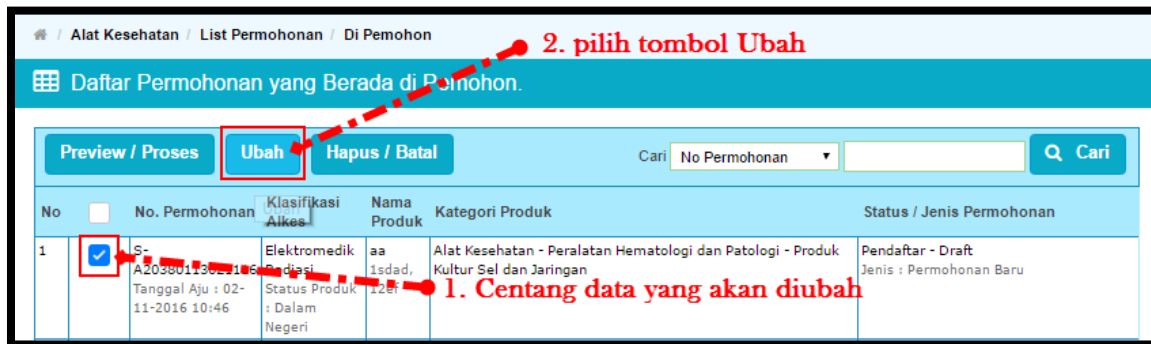 / Alat Kesehatan / List Permohonan / Di Pemohon
2. pilih tombol Ubah
Daftar Permohonan yang Berada di Pemohon.
Preview / Proses Ubah Hapus / Batal Cari No Permohonan Cari
No No. Permohonan Klasifikasi Alkes Nama Produk Kategori Produk Status / Jenis Permohonan
Ubah
1 S- Elektromedik aa Alat Kesehatan - Peralatan Hematologi dan Patologi - Produk Pendaftar - Draft
Radiasi 1sdad, Kultur Sel dan Jaringan Jenis : Permohonan Baru
Tanggal Aju : 02- Status Produk 12ef
11-2016 10:46 : Dalam
Negeri
1. Centang data yang akan diubah